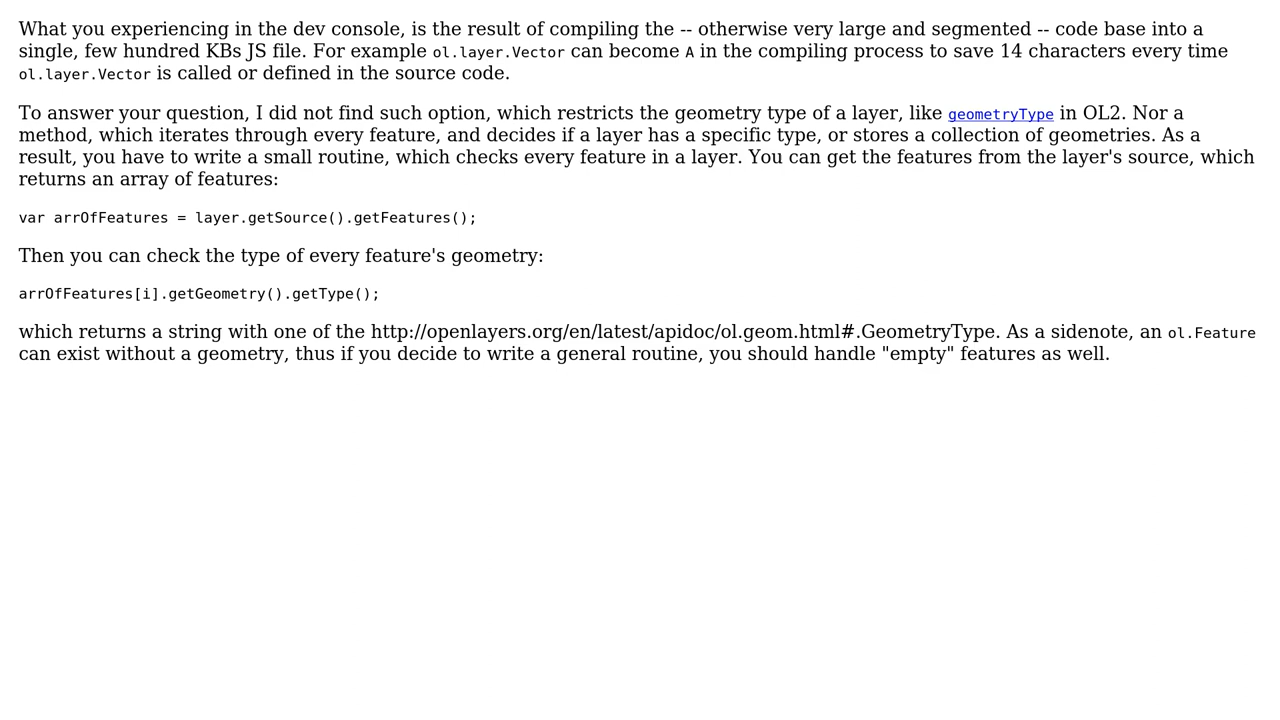 What you experiencing in the dev console, is the result of compiling the -- otherwise very large and segmented -- code base into a
single, few hundred KBs JS file. For example ol.layer.Vector can become A in the compiling process to save 14 characters every time
ol.layer.Vector is called or defined in the source code.
To answer your question, I did not find such option, which restricts the geometry type of a layer, like geometryType in OL2. Nor a
method, which iterates through every feature, and decides if a layer has a specific type, or stores a collection of geometries. As a
result, you have to write a small routine, which checks every feature in a layer. You can get the features from the layer's source, which
returns an array of features:
var arrOfFeatures = layer.getSource().getFeatures();
Then you can check the type of every feature's geometry:
arrOfFeatures[i].getGeometry().getType();
which returns a string with one of the http://openlayers.org/en/latest/apidoc/ol.geom.html#.GeometryType. As a sidenote, an ol.Feature
can exist without a geometry, thus if you decide to write a general routine, you should handle "empty" features as well.